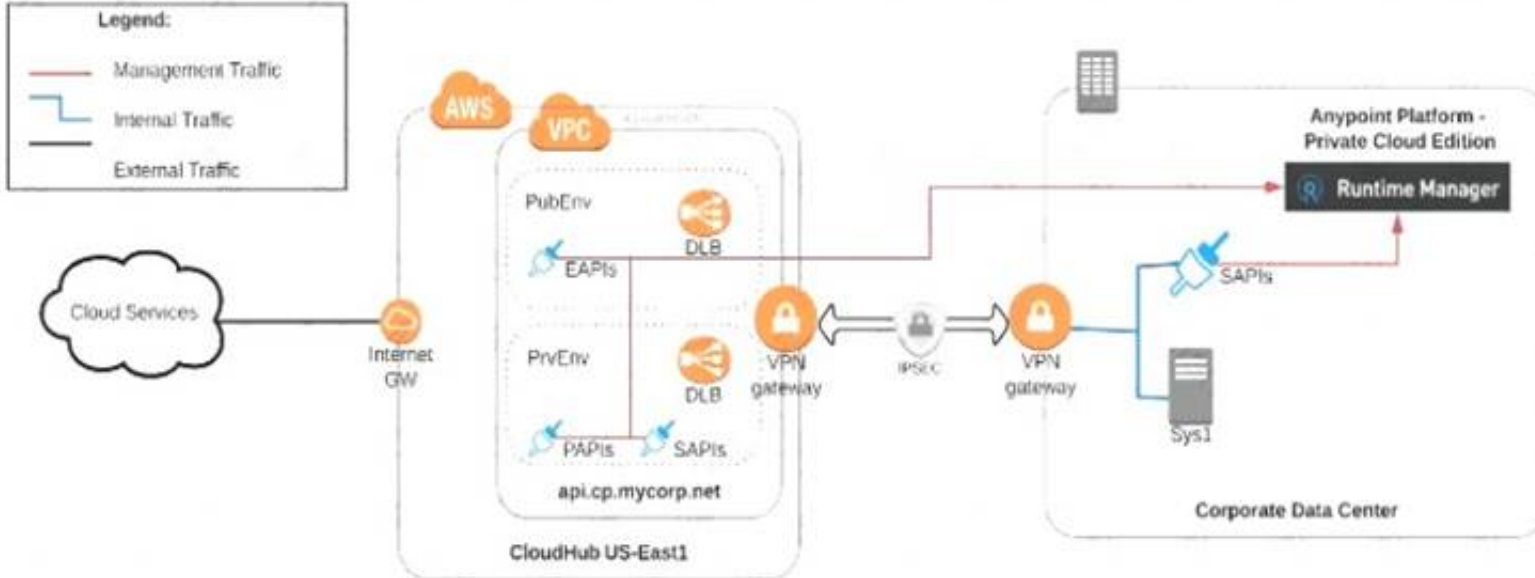 Legend:
Management Traffic
Internal Traffic
External Traffic
AWS
VPC
Anypoint Platform -
Private Cloud Edition
Runtime Manager
PubEnv
DLB
EAPIs
SAPIs
Cloud Services
Internet
GW
PrvEnv
DLB
VPN
gateway
IPSEC
VPN
gateway
PAPIs
SAPIs
Sys1
api.cp.mycorp.net
Corporate Data Center
CloudHub US-East1